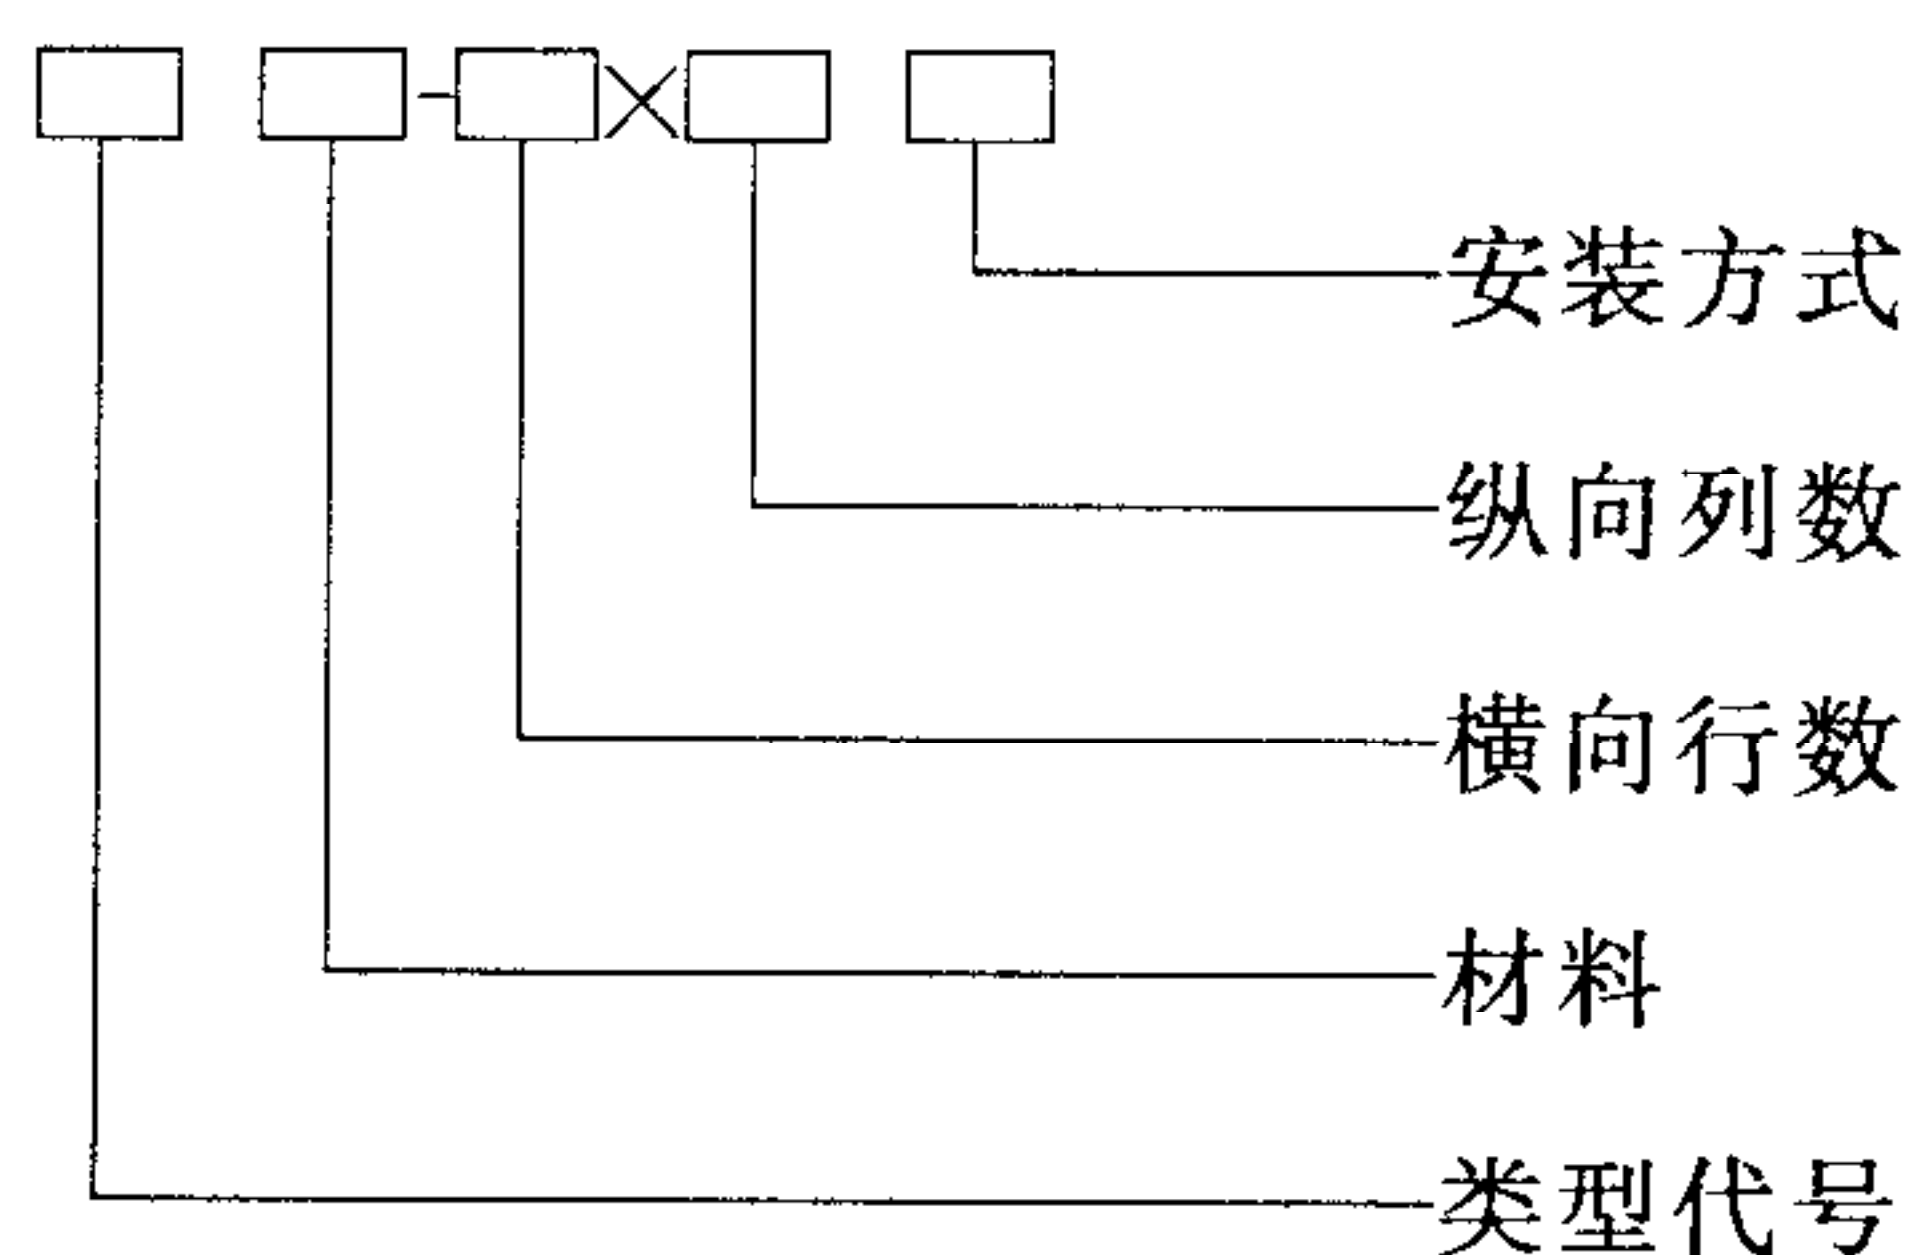 - ×
安装方式
纵向列数
横向行数
材料
类型代号